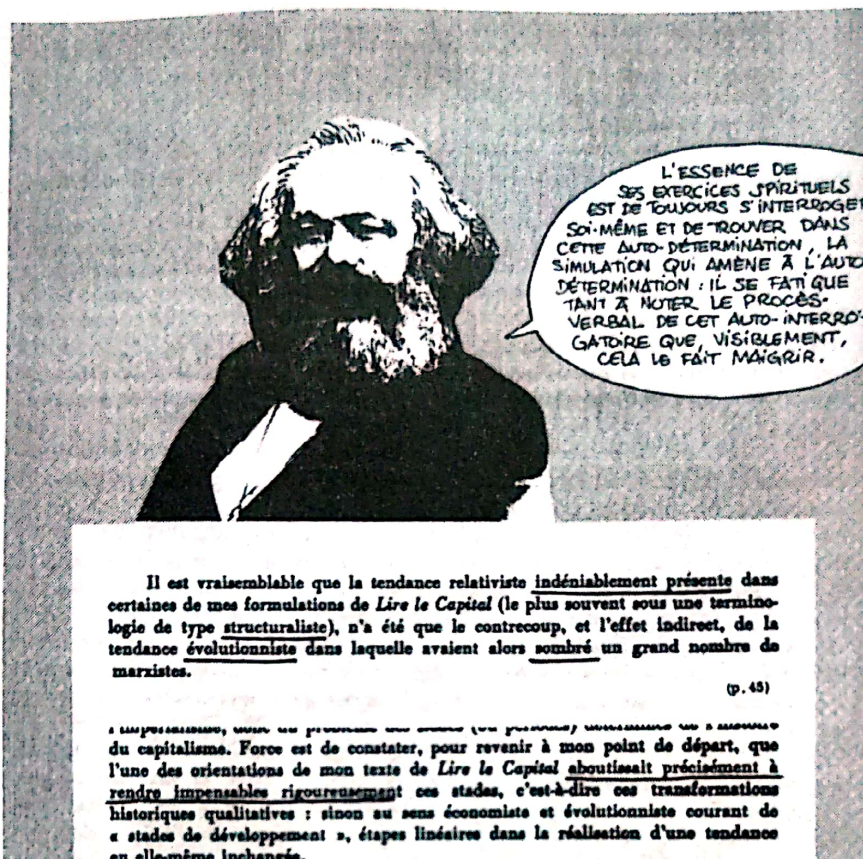 L'ESSENCE DE
SES EXERCICES SPIRITUELS
EST DE TOUJOURS S'INTERROGER
SOI-MÊME ET DE TROUVER DANS
CETTE AUTO-DÉTERMINATION, LA
SIMULATION QUI AMÈNE À L'AUTO
DÉTERMINATION : IL SE FATIGUE
TANT À NOTER LE PROCÈS-
VERBAL DE CET AUTO-INTERRO-
GATOIRE QUE, VISIBLEMENT,
CELA LE FAIT MAIGRIR.
Il est vraisemblable que la tendance relativiste indéniablement présente dans
certaines de mes formulations de Lire le Capital (le plus souvent sous une termino-
logie de type structuraliste), n'a été que le contrecoup, et l'effet indirect, de la
tendance évolutionniste dans laquelle avaient alors sombré un grand nombre de
marxistes.
(p. 45)
du capitalisme. Force est de constater, pour revenir à mon point de départ, que
l'une des orientations de mon texte de Lire le Capital aboutissait précisément à
rendre impensables rigoureusement ces stades, c'est-à-dire ces transformations
historiques qualitatives : sinon au sens économiste et évolutionniste courant de
« stades de développement », étapes linéaires dans la réalisation d'une tendance
en elle-même inchangée.